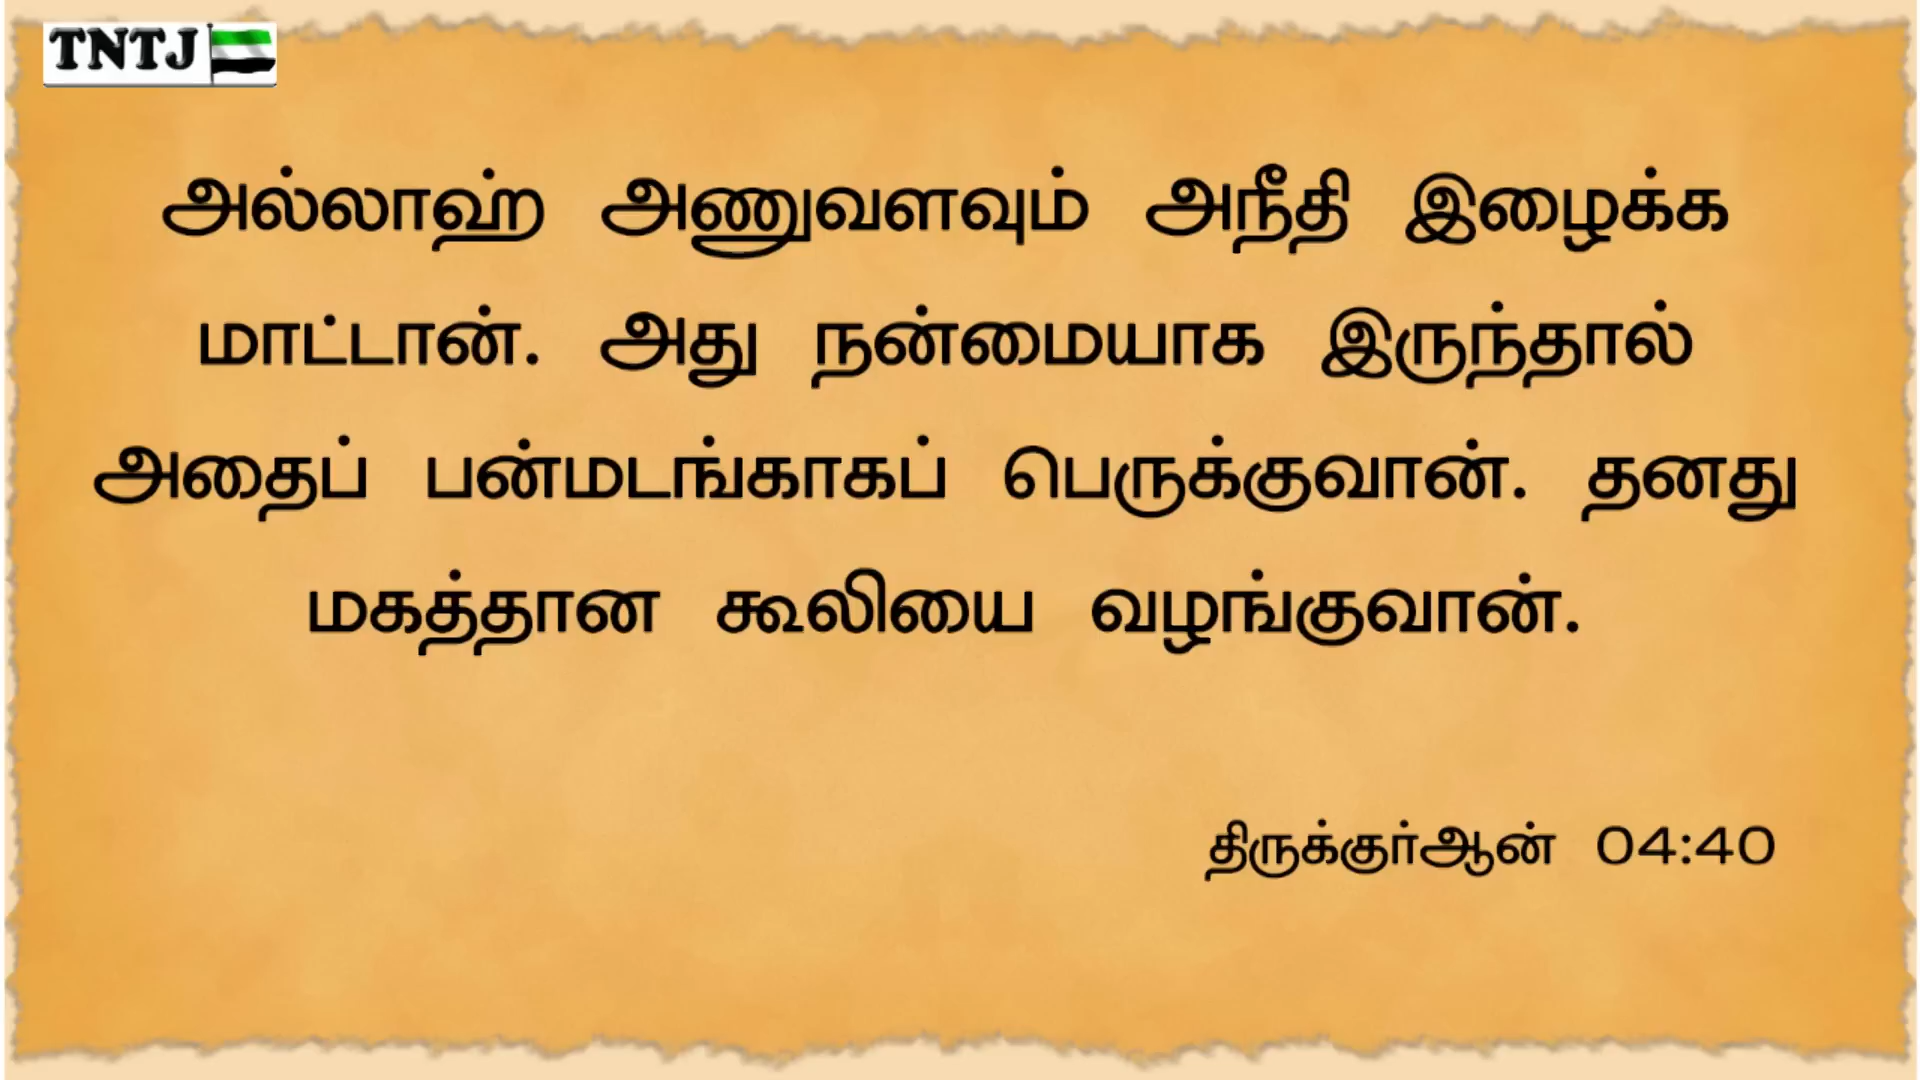 TNTJ
அல்லாஹ் அணுவளவும் அநீதி இழைக்க
மாட்டான். அது நன்மையாக இருந்தால்
அதைப் பன்மடங்காகப் பெருக்குவான். தனது
மகத்தான கூலியை வழங்குவான்.
திருக்குர்ஆன் 04:40